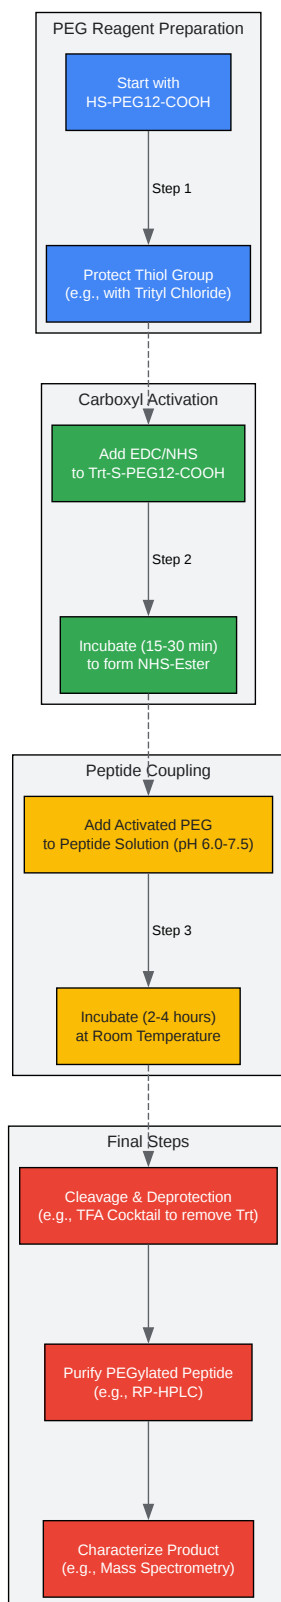 PEG Reagent Preparation
Start with
HS-PEG12-COOH
Step 1
Protect Thiol Group
(e.g., with Trityl Chloride)
Carboxyl Activation
Add EDC/NHS
to Trt-S-PEG12-COOH
Step 2
Incubate (15-30 min)
to form NHS-Ester
Peptide Coupling
Add Activated PEG
to Peptide Solution (pH 6.0-7.5)
Step 3
Incubate (2-4 hours)
at Room Temperature
Final Steps
Cleavage & Deprotection
(e.g., TFA Cocktail to remove Trt)
Purify PEGylated Peptide
(e.g., RP-HPLC)
Characterize Product
(e.g., Mass Spectrometry)